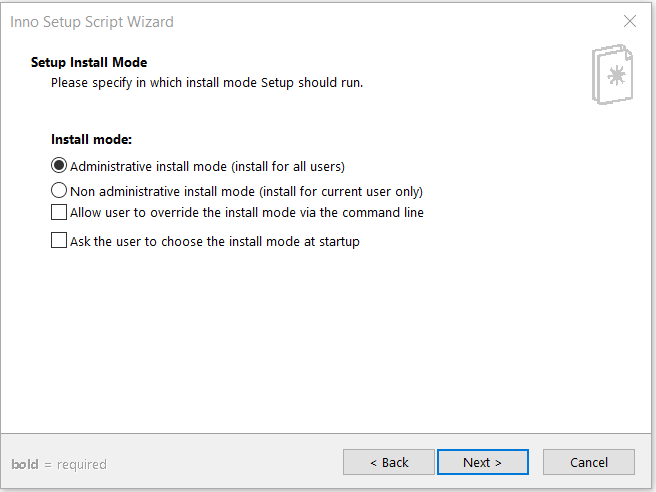 Inno Setup Script Wizard
Setup Install Mode
Please specify in which install mode Setup should run.
Install mode:
Administrative install mode (install for all users)
Non administrative install mode (install for current user only)
Allow user to override the install mode via the command line
Ask the user to choose the install mode at startup
bold = required
< Back
Next >
Cancel